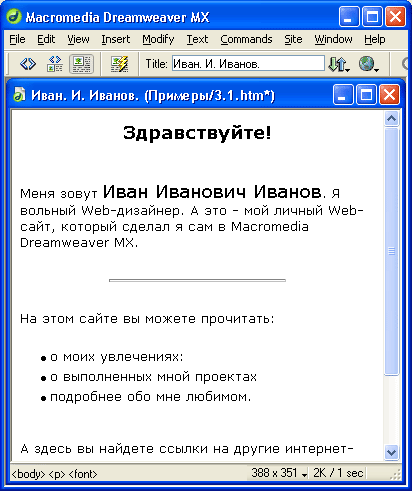 Macromedia Dreamweaver MX
File Edit View Insert Modify Text Commands Site Window Help
Title: Иван. И. Иванов.
Иван. И. Иванов. (Примеры/3.1.htm*)
Здравствуйте!
Меня зовут Иван Иванович Иванов. Я
вольный Web-дизайнер. А это - мой личный Web-
сайт, который сделал я сам в Macromedia
Dreamweaver MX.
На этом сайте вы можете прочитать:
о моих увлечениях:
о выполненных мной проектах
подробнее обо мне любимом.
А здесь вы найдете ссылки на другие интернет-
<body> <p> <font> 388 x 351 2K / 1 sec